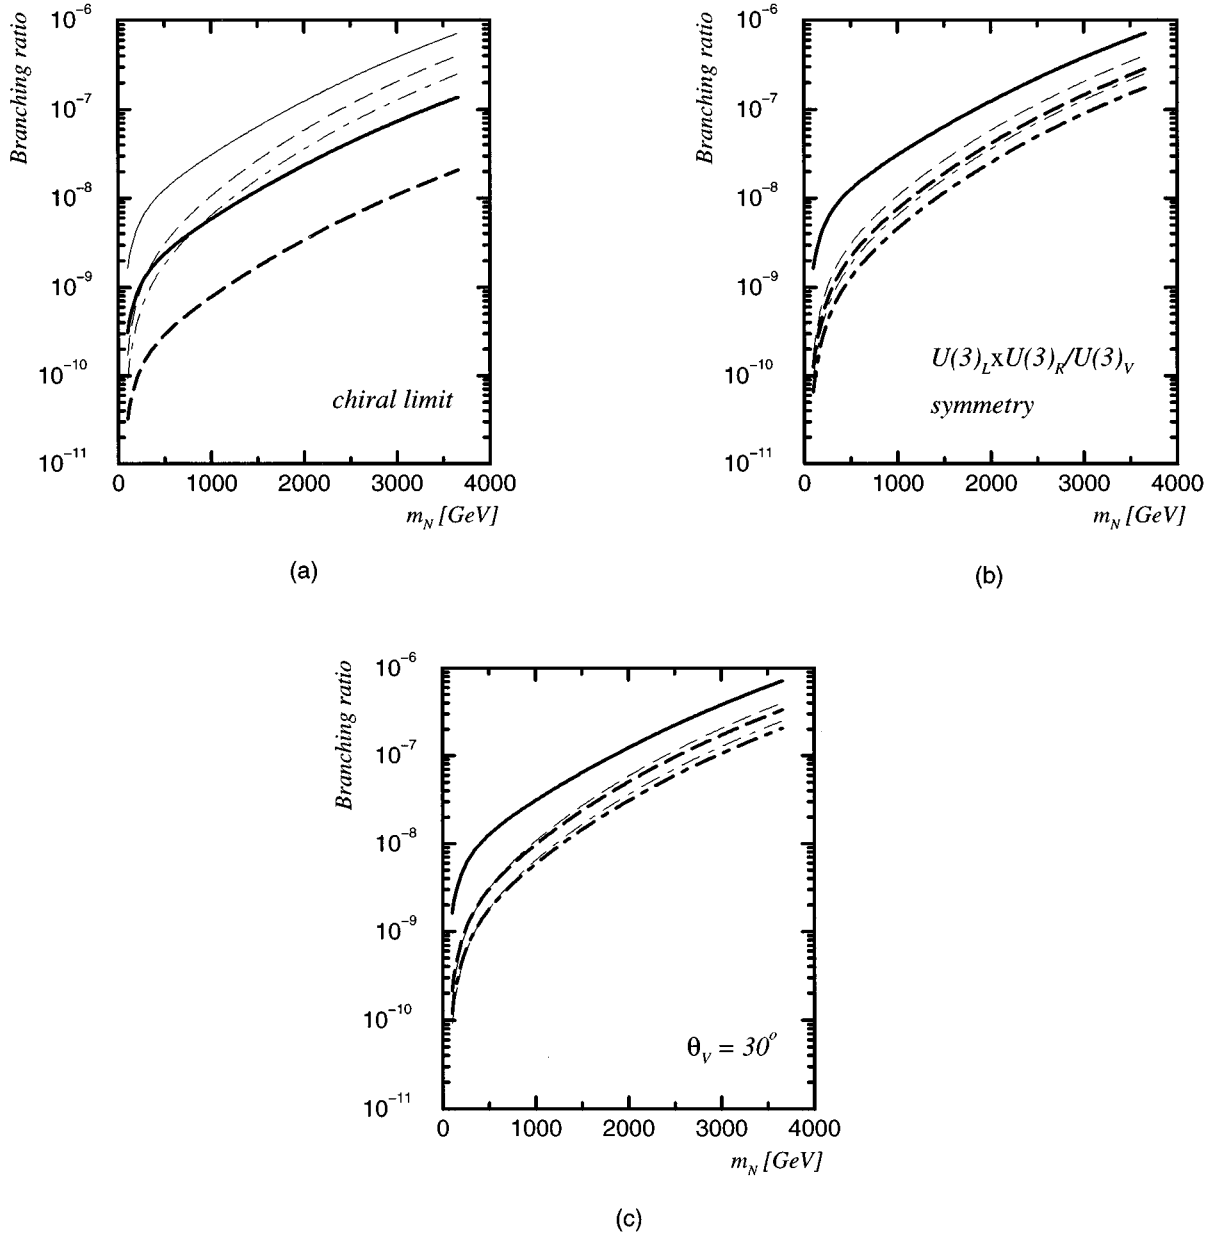 Branching ratio
10⁻⁶
10⁻⁷
10⁻⁸
10⁻⁹
10⁻¹⁰
10⁻¹¹
chiral limit
0 1000 2000 3000 4000
m_N [GeV]
(a)
Branching ratio
10⁻⁶
10⁻⁷
10⁻⁸
10⁻⁹
10⁻¹⁰
10⁻¹¹
U(3)_LxU(3)_R/U(3)_V
symmetry
0 1000 2000 3000 4000
m_N [GeV]
(b)
Branching ratio
10⁻⁶
10⁻⁷
10⁻⁸
10⁻⁹
10⁻¹⁰
10⁻¹¹
θ_V = 30°
0 1000 2000 3000 4000
m_N [GeV]
(c)